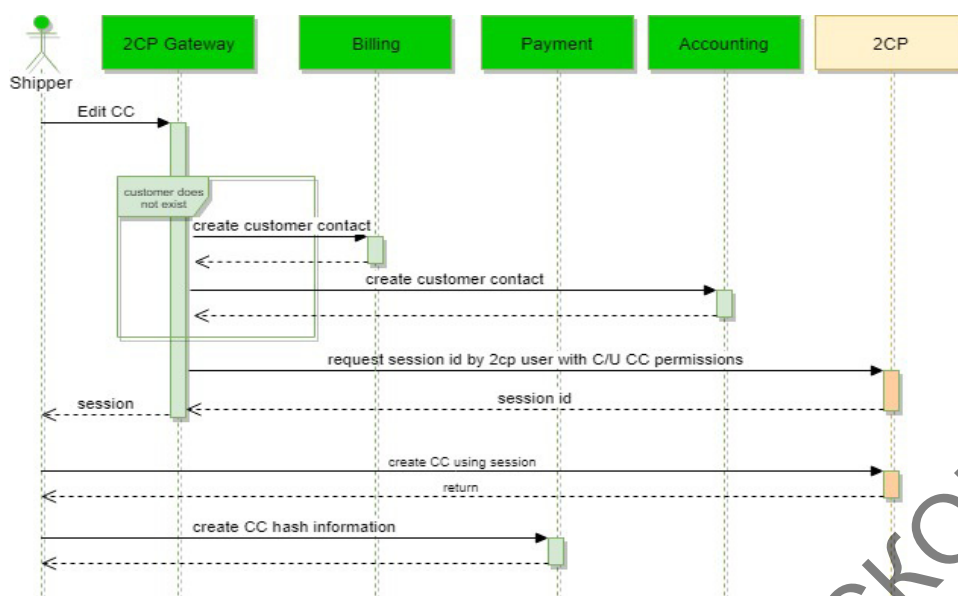 2CP Gateway
Billing
Payment
Accounting
2CP
Shipper
Edit CC
customer does
not exist
create customer contact
create customer contact
request session id by 2cp user with C/U CC permissions
session id
session
create CC using session
return
create CC hash information